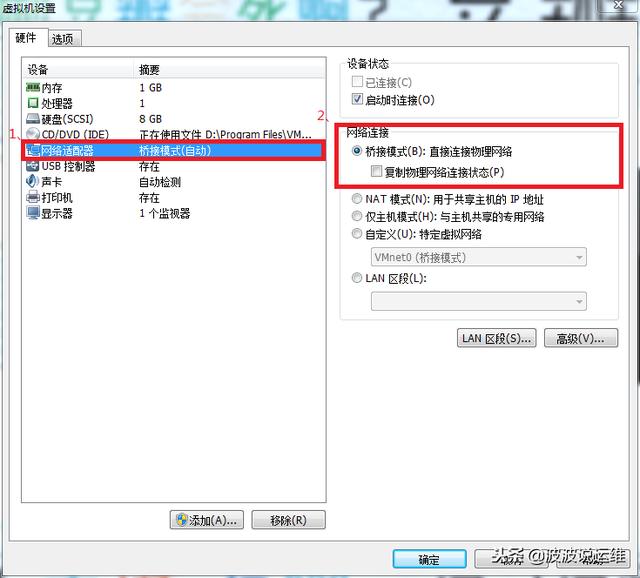 虚拟机设置
硬件 选项
设备 摘要
内存 1 GB
处理器 1
硬盘(SCSI) 8 GB
1、 CD/DVD (IDE) 正在使用文件 D:\Program Files\VM...
网络适配器 桥接模式(自动)
USB 控制器 存在
声卡 自动检测
打印机 存在
显示器 1 个监视器
添加(A)... 移除(R)
设备状态
已连接(C)
启动时连接(O)
2、
网络连接
桥接模式(B): 直接连接物理网络
复制物理网络连接状态(P)
NAT 模式(N): 用于共享主机的 IP 地址
仅主机模式(H): 与主机共享的专用网络
自定义(U): 特定虚拟网络
VMnet0 (桥接模式)
LAN 区段(L):
LAN 区段(S)... 高级(V)...
确定
头条 @波波说运维